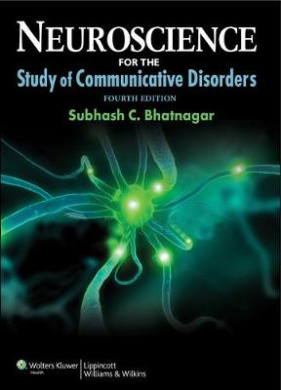 NEUROSCIENCE
FOR THE
Study of Communicative Disorders
FOURTH EDITION
Subhash C. Bhatnagar
Wolters Kluwer
Health
Lippincott
Williams & Wilkins